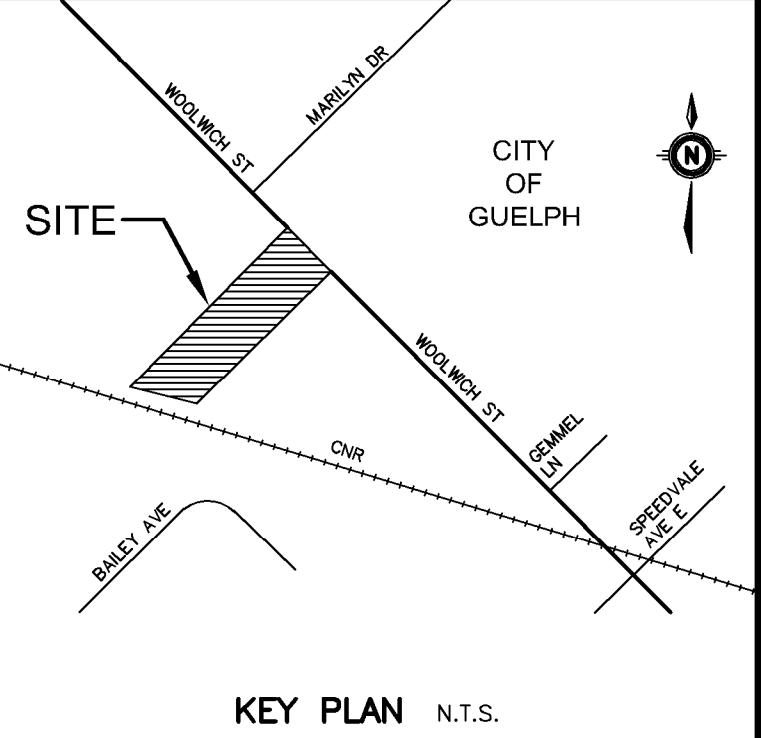 MARILYN DR
WOOLWICH ST
CITY
OF
GUELPH
N
SITE
WOOLWICH ST
GEMMEL
LN
CNR
SPEEDVALE
AVE E
BAILEY AVE
KEY PLAN N.T.S.